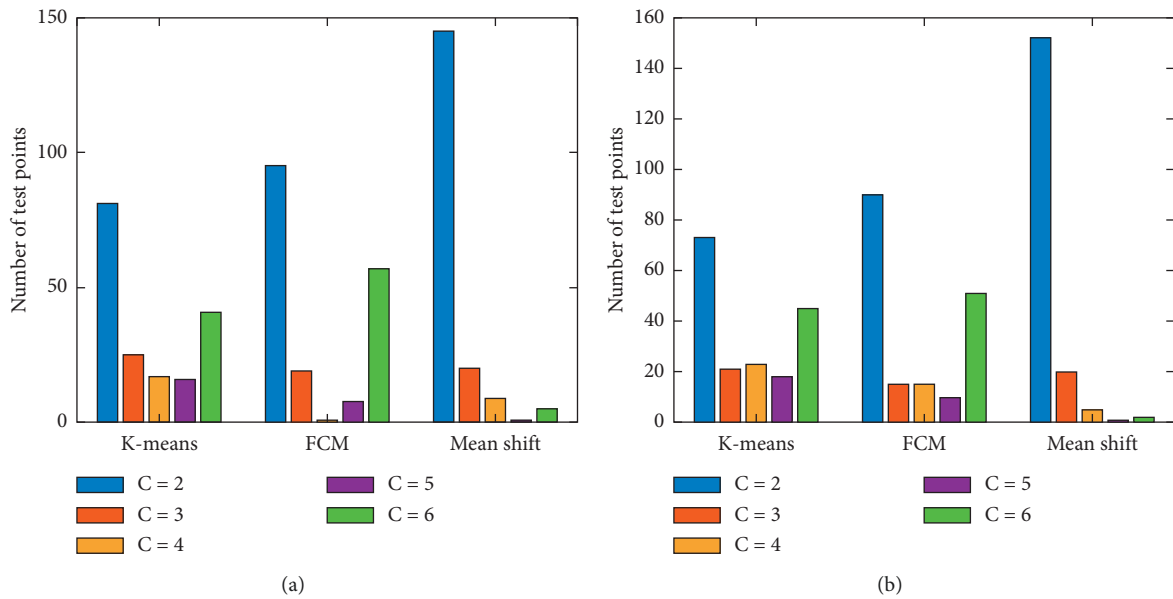 150
100
50
0
Number of test points
K-means
FCM
Mean shift
C = 2
C = 3
C = 4
C = 5
C = 6
(a)
160
140
120
100
80
60
40
20
0
Number of test points
K-means
FCM
Mean shift
C = 2
C = 3
C = 4
C = 5
C = 6
(b)